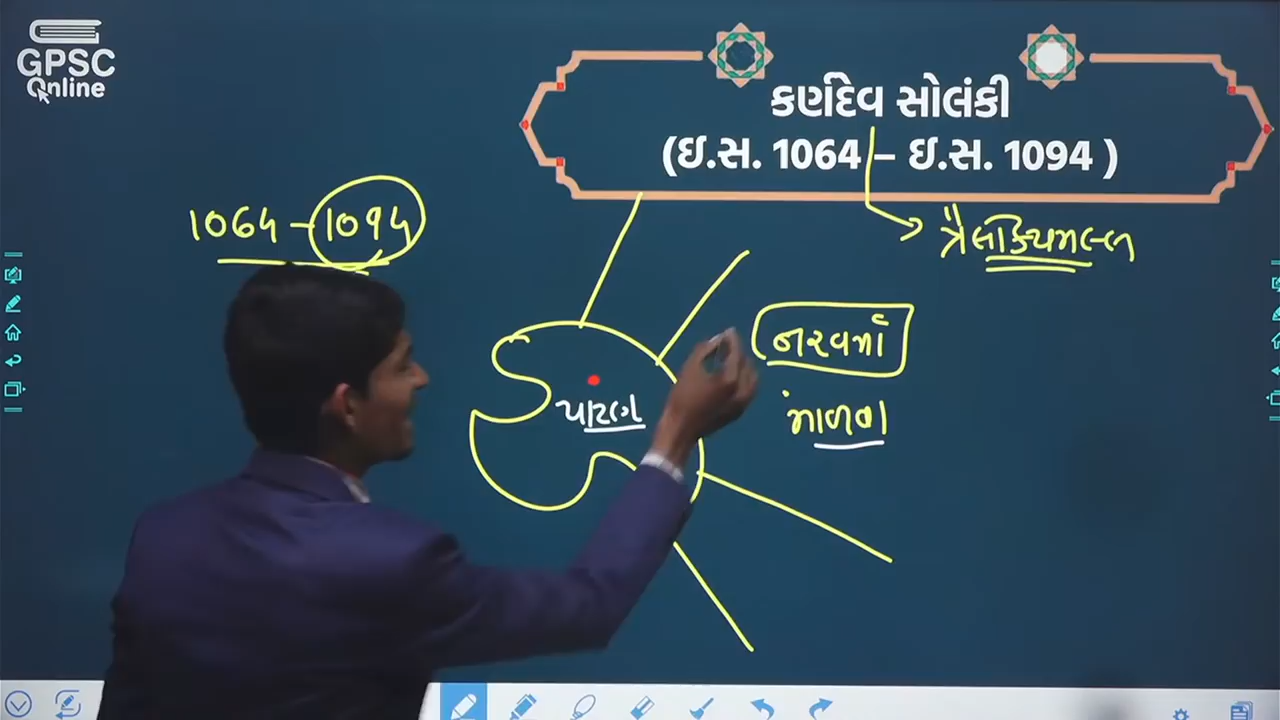 GPSC
Online
કર્ણદેવ સોલંકી
(ઇ.સ. 1064 – ઇ.સ. 1094 )
1064 – 1094
ત્રૈલોક્યમલ્લ
નરવર્મા
પાટણ
માળવા